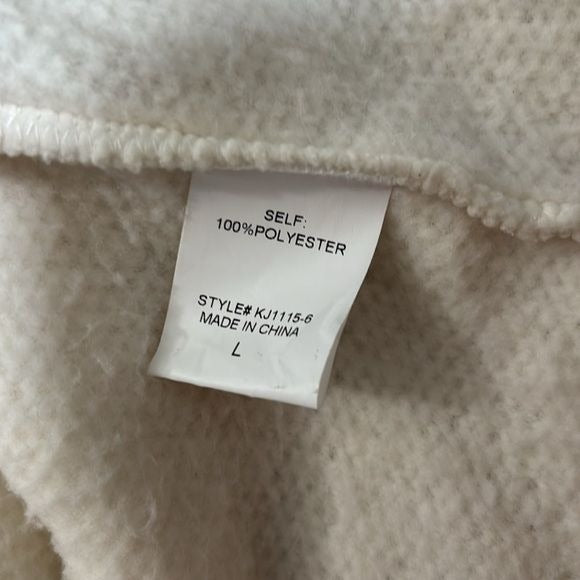 SELF:
100%POLYESTER
STYLE# KJ1115-6
MADE IN CHINA
L